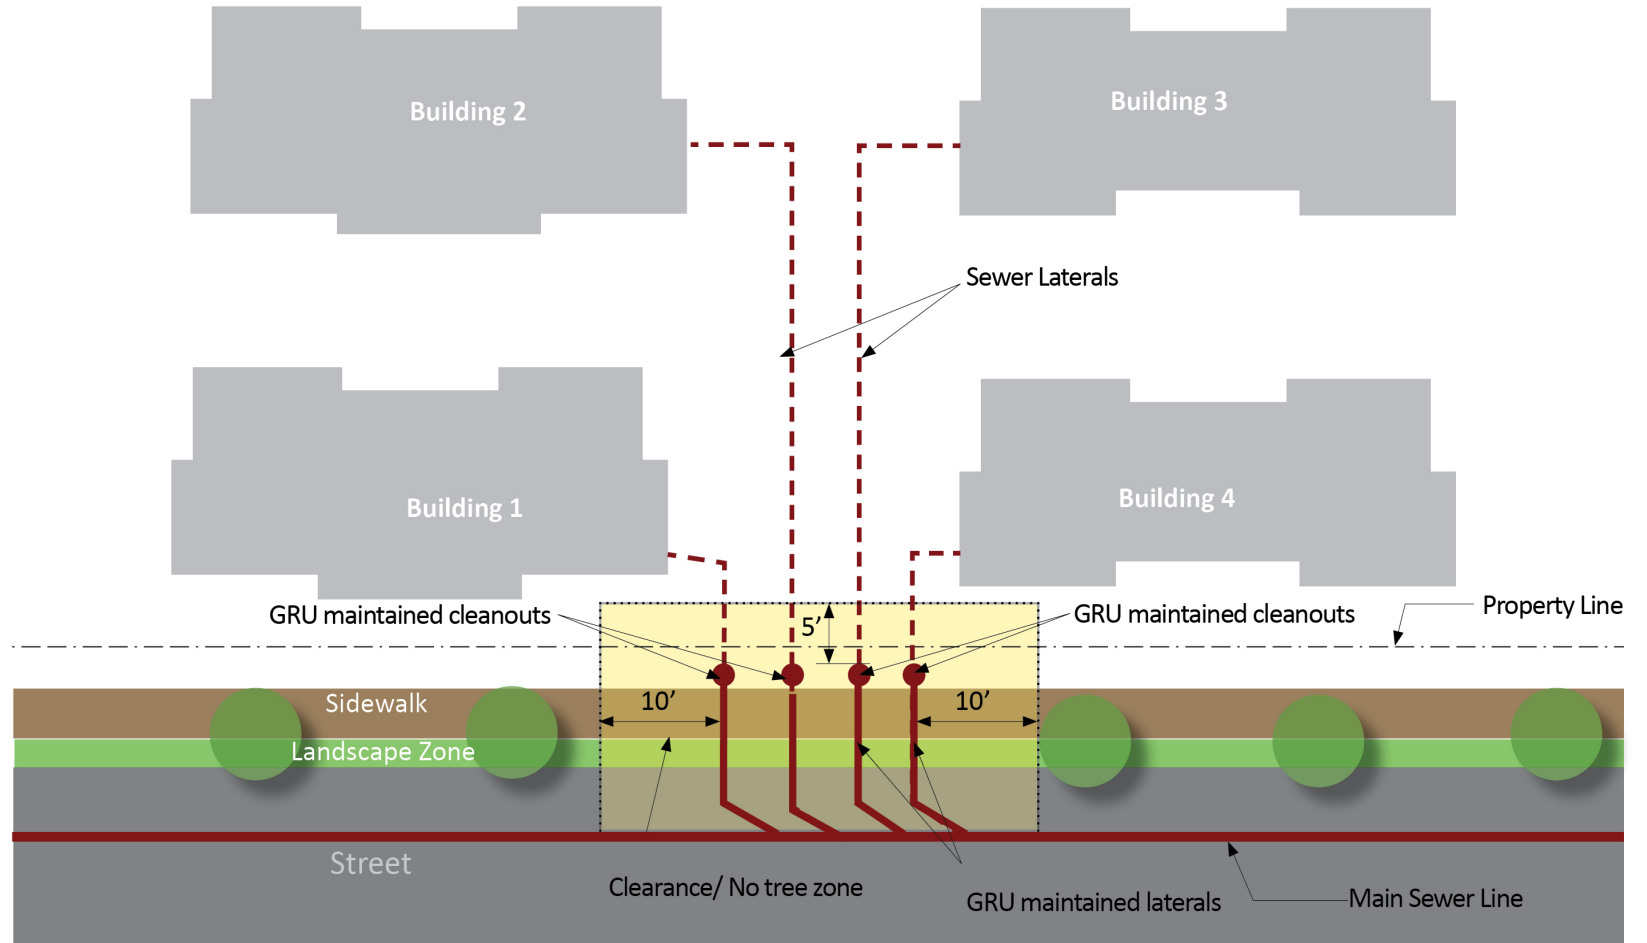 Building 2
Building 3
Sewer Laterals
Building 1
Building 4
GRU maintained cleanouts
5’
GRU maintained cleanouts
Property Line
Sidewalk
10’
10’
Landscape Zone
Street
Clearance/ No tree zone
GRU maintained laterals
Main Sewer Line